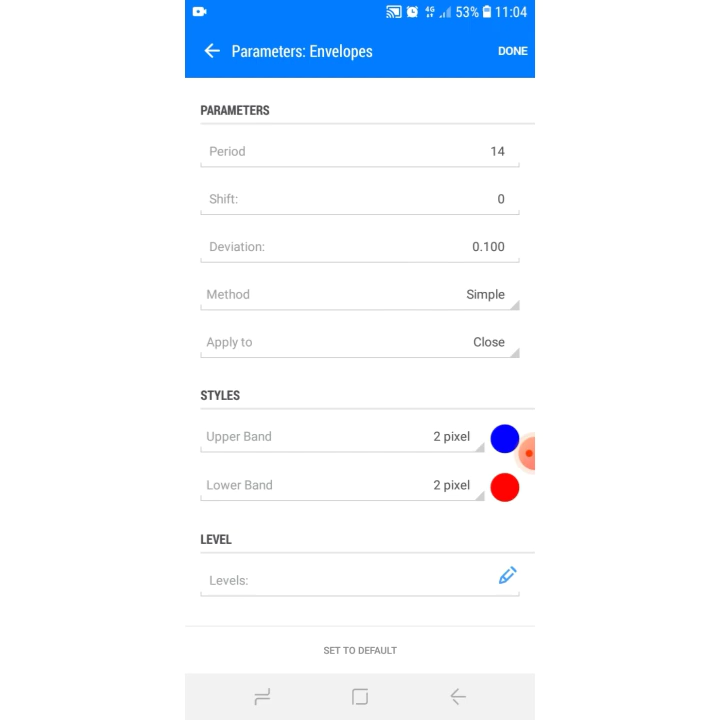 4G 53% 11:04
Parameters: Envelopes DONE
PARAMETERS
Period 14
Shift: 0
Deviation: 0.100
Method Simple
Apply to Close
STYLES
Upper Band 2 pixel
Lower Band 2 pixel
LEVEL
Levels:
SET TO DEFAULT